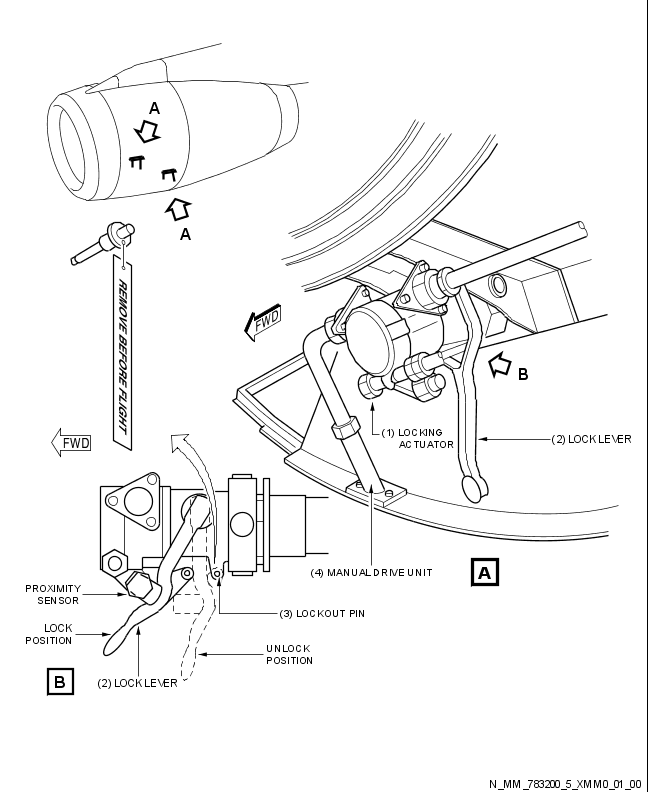 A
A
REMOVE BEFORE FLIGHT
FWD
FWD
B
(1) LOCKING
ACTUATOR
(2) LOCK LEVER
(4) MANUAL DRIVE UNIT
A
PROXIMITY
SENSOR
(3) LOCKOUT PIN
LOCK
POSITION
UNLOCK
POSITION
B
(2) LOCK LEVER
N_MM_783200_5_XMM0_01_00